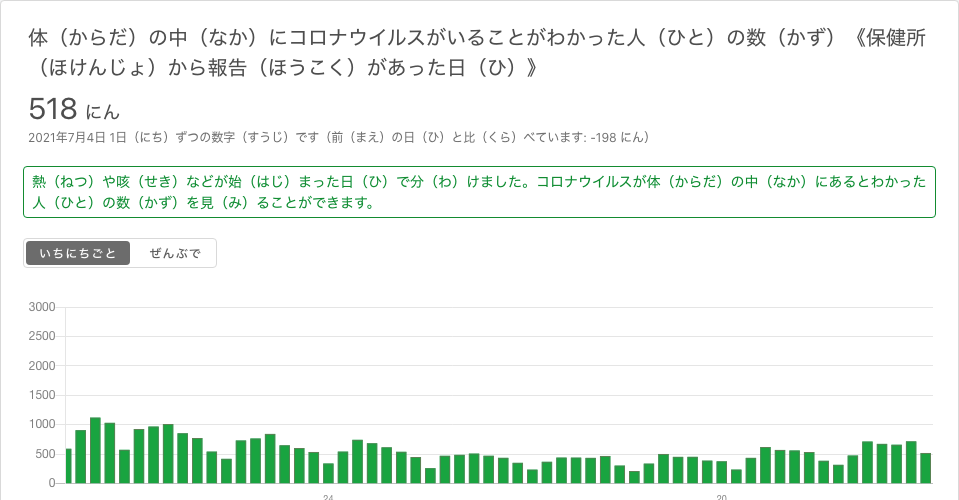 体（からだ）の中（なか）にコロナウイルスがいることがわかった人（ひと）の数（かず）《保健所
（ほけんじょ）から報告（ほうこく）があった日（ひ）》
518 にん
2021年7月4日 1日（にち）ずつの数字（すうじ）です（前（まえ）の日（ひ）と比（くら）べています: -198 にん）
熱（ねつ）や咳（せき）などが始（はじ）まった日（ひ）で分（わ）けました。コロナウイルスが体（からだ）の中（なか）にあるとわかった
人（ひと）の数（かず）を見（み）ることができます。
いちにちごと ぜんぶで
3000
2500
2000
1500
1000
500
0
24 20